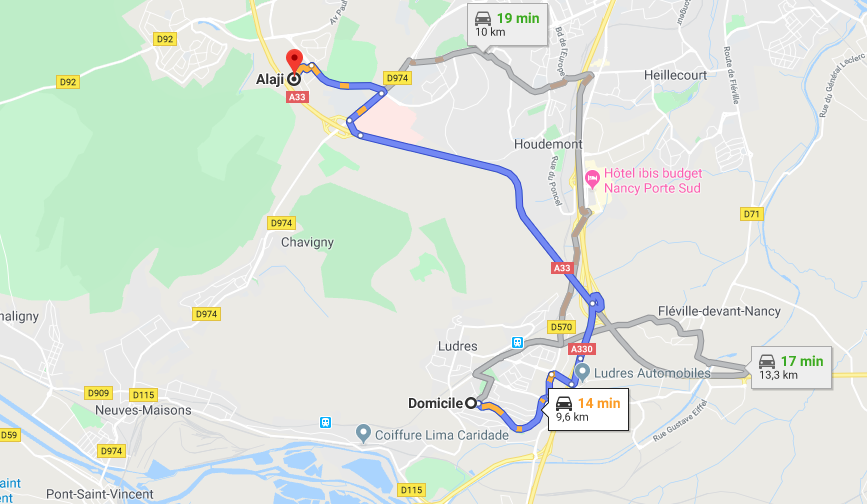 Av Paul
19 min
10 km
D92
Bd de l'Europe
Route de Fléville
Rue du Général Leclerc
D92
Alaji
D974
Heillecourt
A33
Houdemont
Rue du Poncel
Hôtel ibis budget
Nancy Porte Sud
D974
D71
Chavigny
A33
D974
haligny
Fléville-devant-Nancy
D570
Ludres
A330
17 min
13,3 km
Ludres Automobiles
D909
D115
Domicile
14 min
9,6 km
Neuves-Maisons
Rue Gustave Eiffel
D59
Coiffure Lima Caridade
D974
aint
ent
D115
Pont-Saint-Vincent